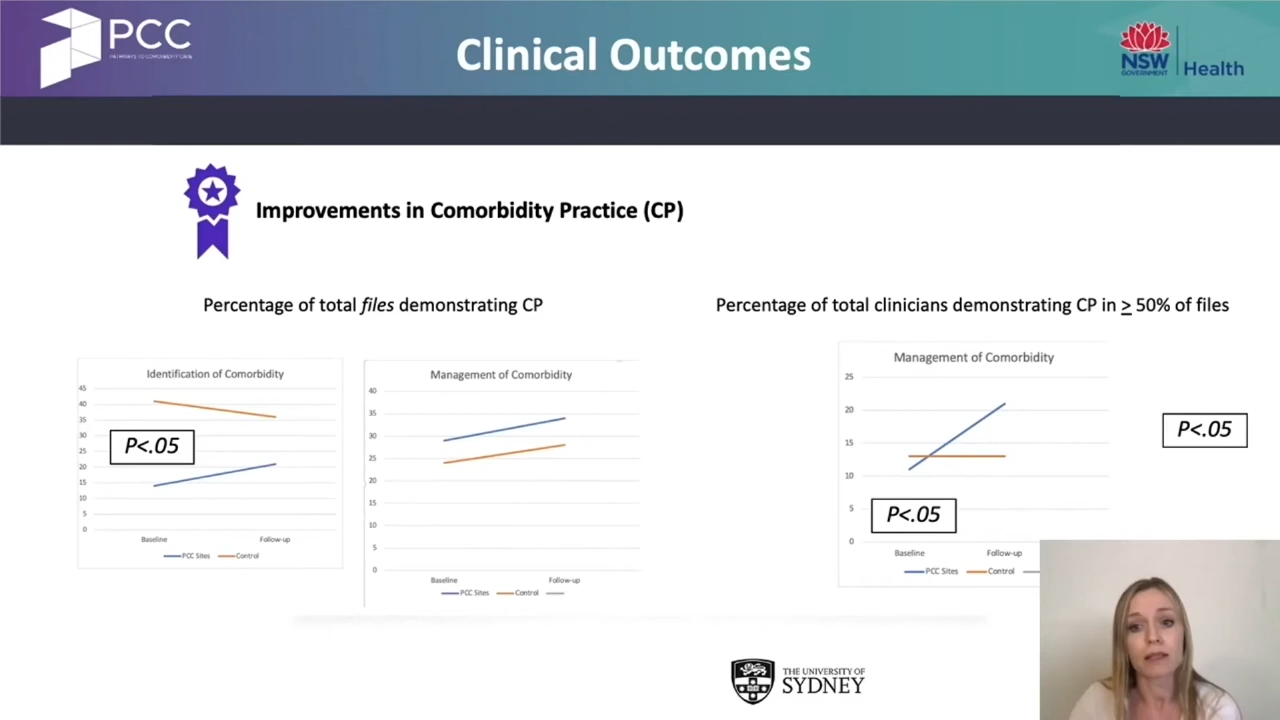 PCC
PATHWAYS TO COMORBIDITY CARE
Clinical Outcomes
NSW
GOVERNMENT
Health
Improvements in Comorbidity Practice (CP)
Percentage of total files demonstrating CP
Percentage of total clinicians demonstrating CP in ≥ 50% of files
Identification of Comorbidity
45
40
35
30
25
20
15
10
5
0
P<.05
Baseline
Follow-up
PCC Sites
Control
Management of Comorbidity
40
35
30
25
20
15
10
5
0
Baseline
Follow-up
PCC Sites
Control
Management of Comorbidity
25
20
15
10
5
0
P<.05
Baseline
Follow-up
PCC Sites
Control
P<.05
THE UNIVERSITY OF
SYDNEY